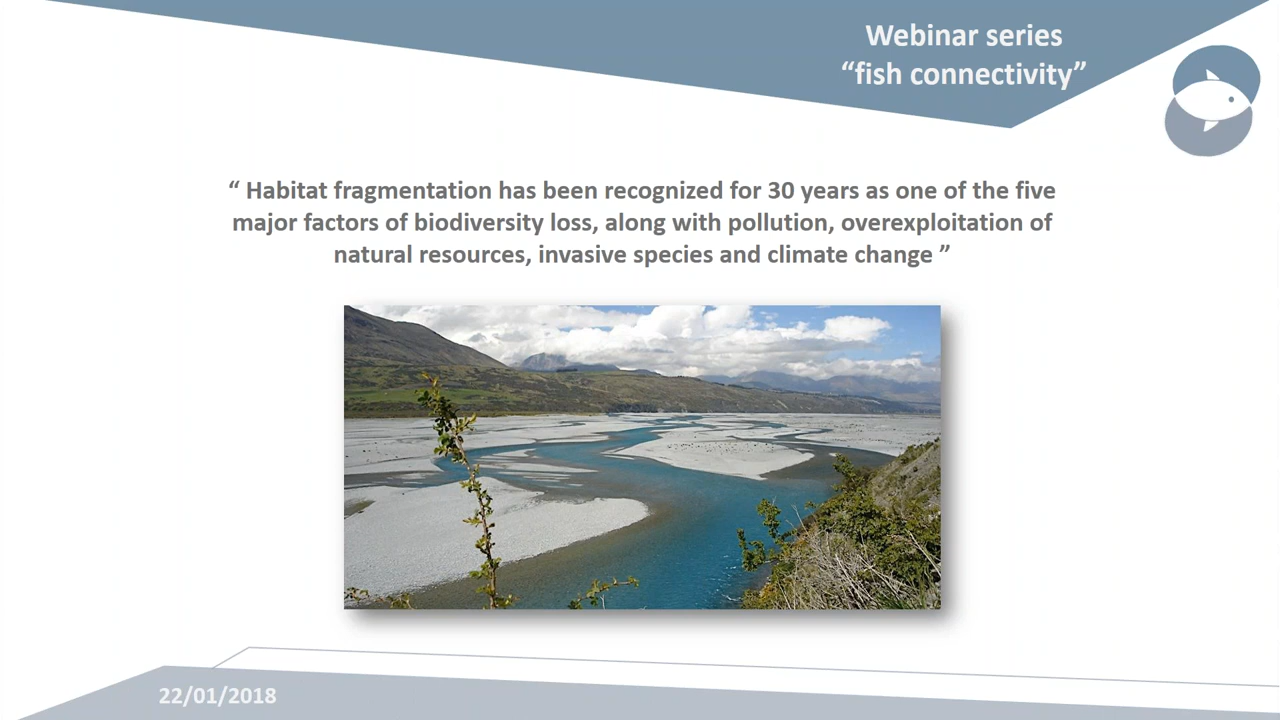 Webinar series
“fish connectivity”
“ Habitat fragmentation has been recognized for 30 years as one of the five
major factors of biodiversity loss, along with pollution, overexploitation of
natural resources, invasive species and climate change ”
22/01/2018